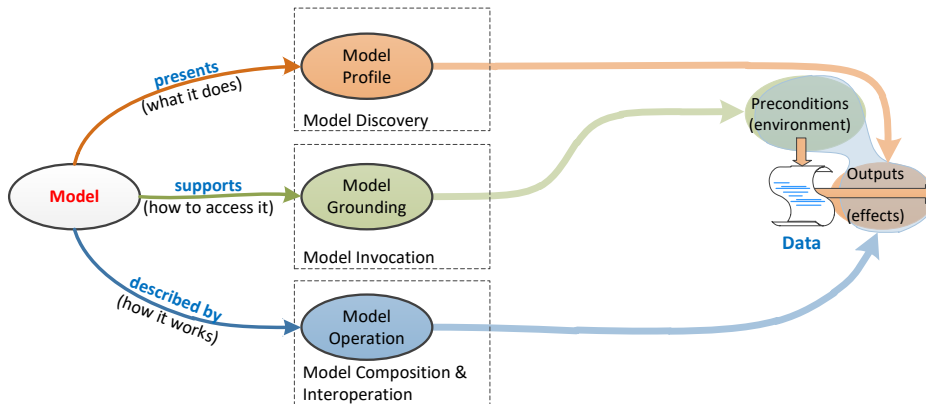 Model
presents
(what it does)
supports
(how to access it)
described by
(how it works)
Model
Profile
Model Discovery
Model
Grounding
Model Invocation
Model
Operation
Model Composition &
Interoperation
Preconditions
(environment)
Data
Outputs
(effects)